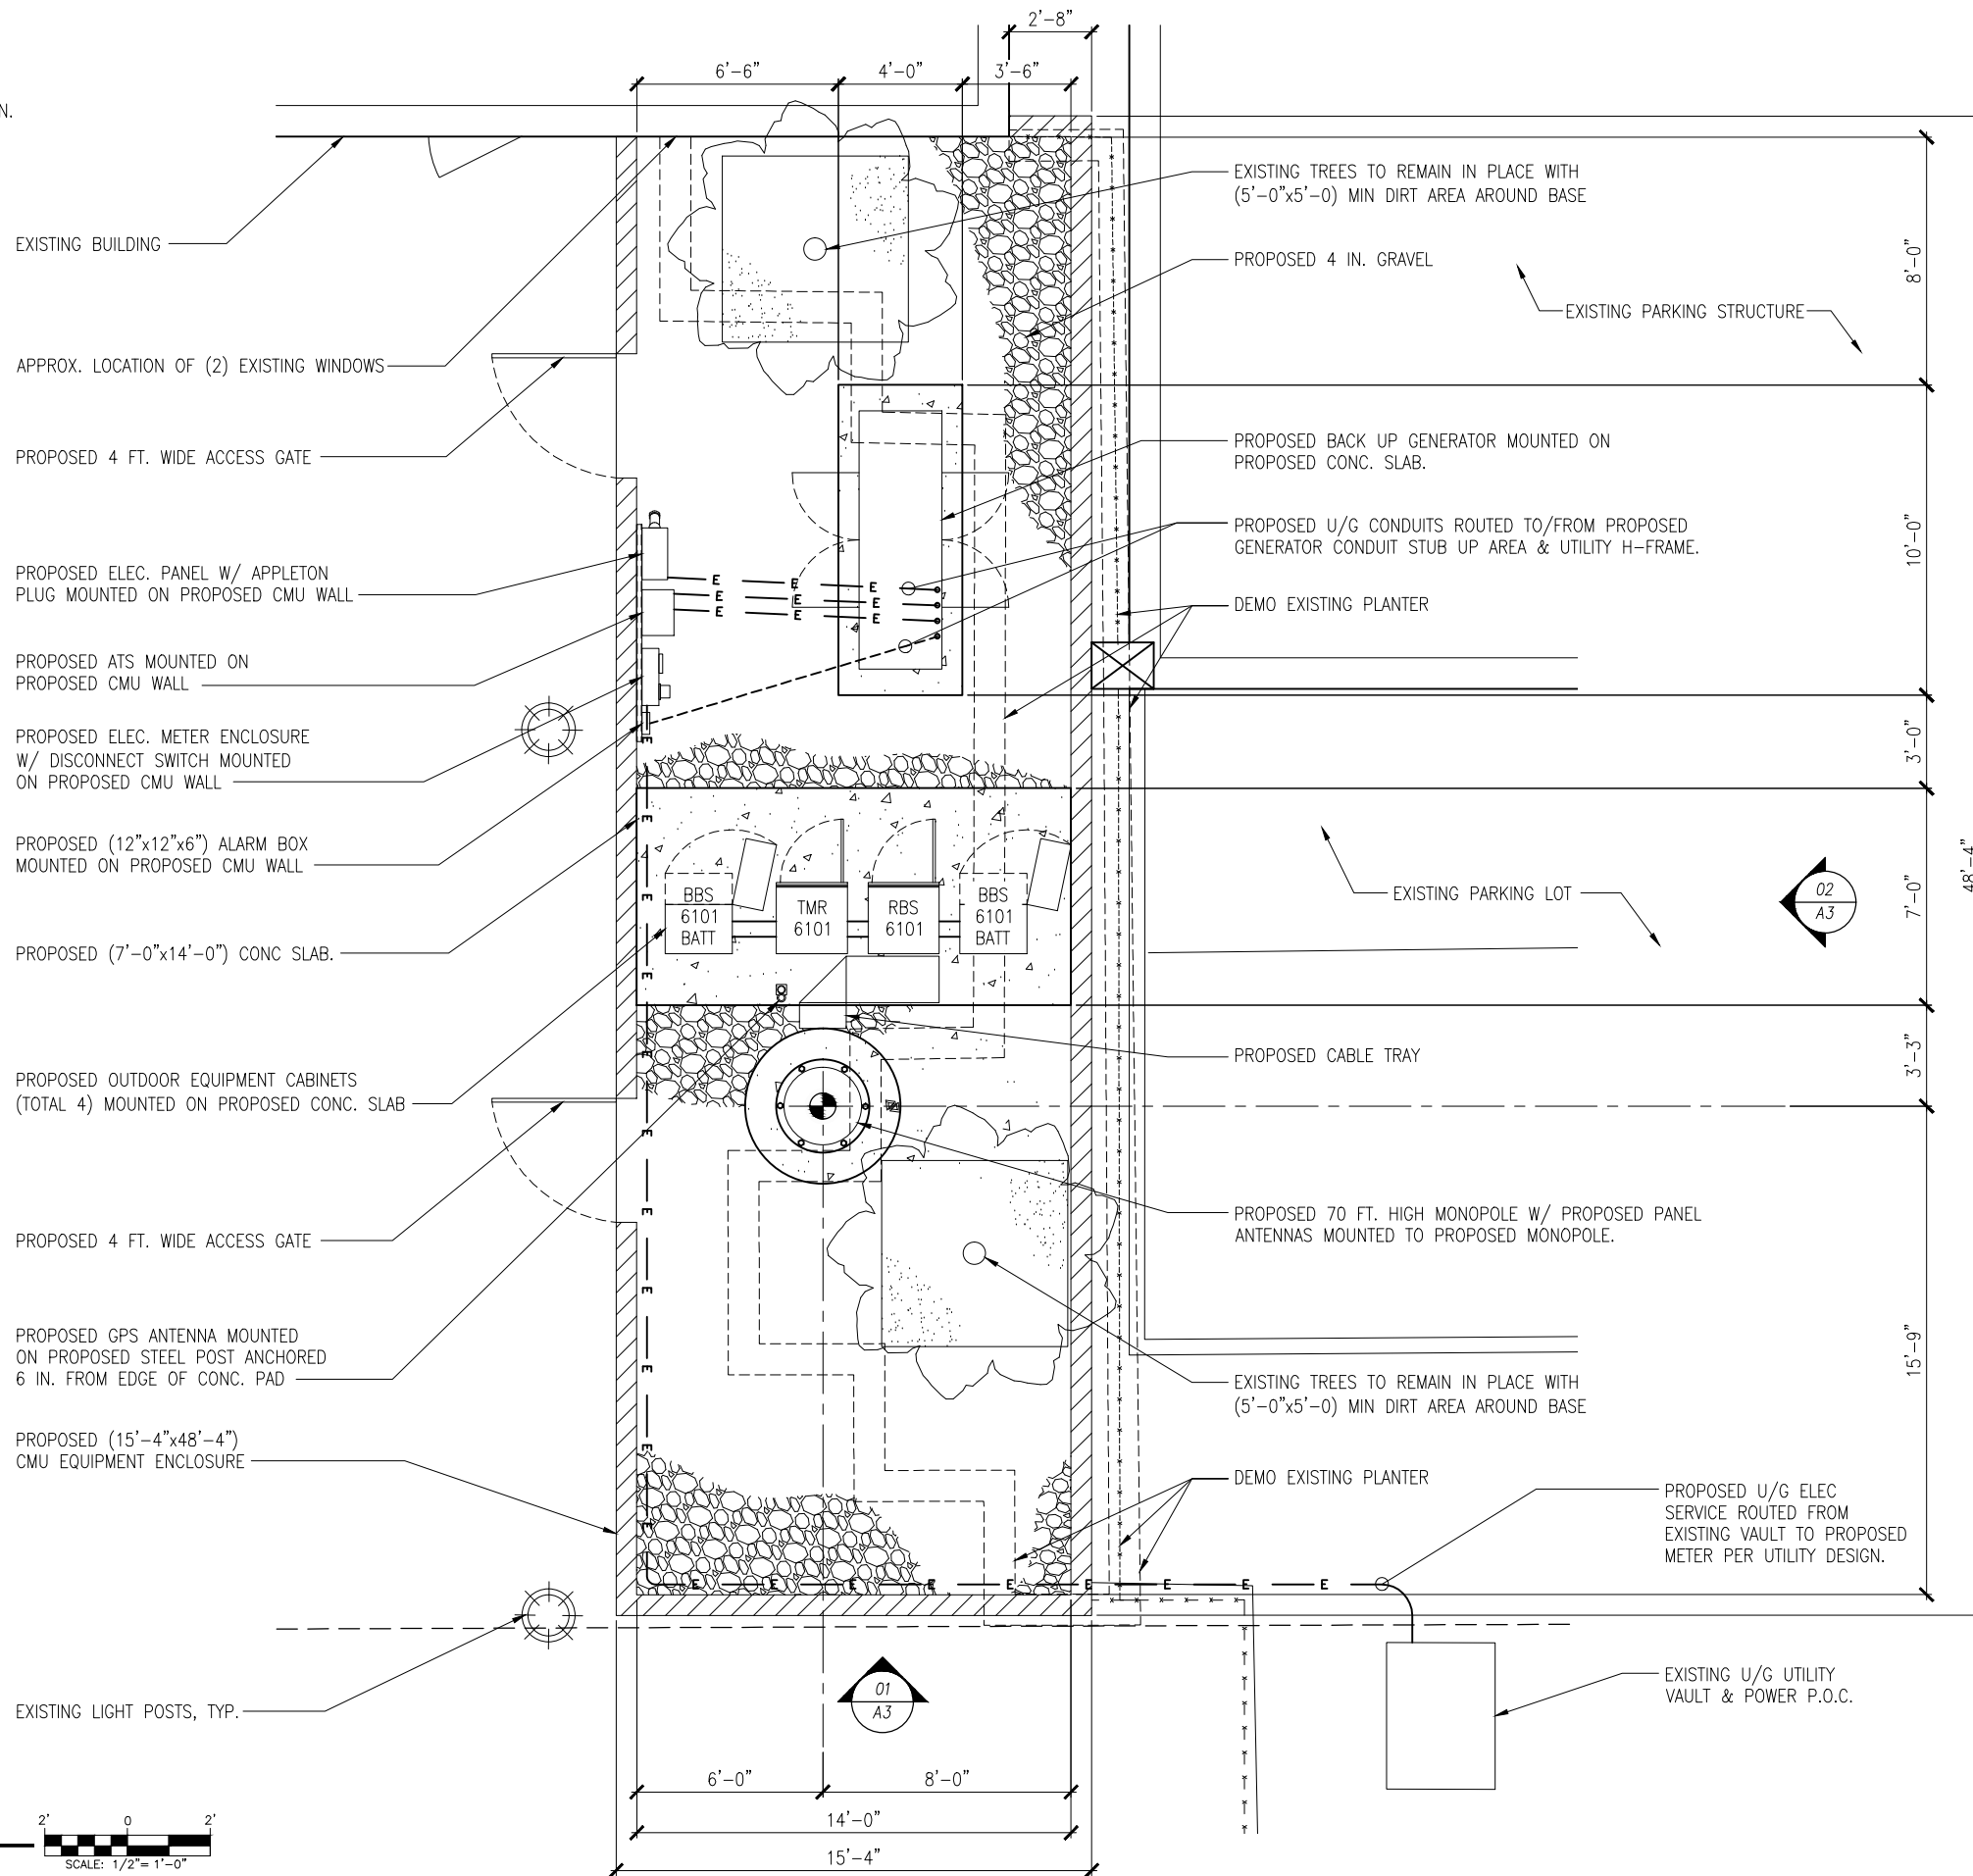 2'-8"
6'-6"
4'-0"
3'-6"
N.
EXISTING BUILDING
APPROX. LOCATION OF (2) EXISTING WINDOWS
PROPOSED 4 FT. WIDE ACCESS GATE
PROPOSED ELEC. PANEL W/ APPLETON
PLUG MOUNTED ON PROPOSED CMU WALL
PROPOSED ATS MOUNTED ON
PROPOSED CMU WALL
PROPOSED ELEC. METER ENCLOSURE
W/ DISCONNECT SWITCH MOUNTED
ON PROPOSED CMU WALL
PROPOSED (12"x12"x6") ALARM BOX
MOUNTED ON PROPOSED CMU WALL
PROPOSED (7'-0"x14'-0") CONC SLAB.
PROPOSED OUTDOOR EQUIPMENT CABINETS
(TOTAL 4) MOUNTED ON PROPOSED CONC. SLAB
PROPOSED 4 FT. WIDE ACCESS GATE
PROPOSED GPS ANTENNA MOUNTED
ON PROPOSED STEEL POST ANCHORED
6 IN. FROM EDGE OF CONC. PAD
PROPOSED (15'-4"x48'-4")
CMU EQUIPMENT ENCLOSURE
EXISTING LIGHT POSTS, TYP.
E E E
E E E
E E E
BBS
6101
BATT
TMR
6101
RBS
6101
BBS
6101
BATT
E
E
E
E
E
E
E
E
E
E
E
E E E E E E E E E
EXISTING TREES TO REMAIN IN PLACE WITH
(5'-0"x5'-0) MIN DIRT AREA AROUND BASE
PROPOSED 4 IN. GRAVEL
EXISTING PARKING STRUCTURE
PROPOSED BACK UP GENERATOR MOUNTED ON
PROPOSED CONC. SLAB.
PROPOSED U/G CONDUITS ROUTED TO/FROM PROPOSED
GENERATOR CONDUIT STUB UP AREA & UTILITY H-FRAME.
DEMO EXISTING PLANTER
EXISTING PARKING LOT
02
A3
PROPOSED CABLE TRAY
PROPOSED 70 FT. HIGH MONOPOLE W/ PROPOSED PANEL
ANTENNAS MOUNTED TO PROPOSED MONOPOLE.
EXISTING TREES TO REMAIN IN PLACE WITH
(5'-0"x5'-0) MIN DIRT AREA AROUND BASE
DEMO EXISTING PLANTER
PROPOSED U/G ELEC
SERVICE ROUTED FROM
EXISTING VAULT TO PROPOSED
METER PER UTILITY DESIGN.
EXISTING U/G UTILITY
VAULT & POWER P.O.C.
8'-0"
10'-0"
3'-0"
7'-0"
3'-3"
15'-9"
48'-4"
01
A3
6'-0"
8'-0"
14'-0"
15'-4"
2' 0 2'
SCALE: 1/2"= 1'-0"